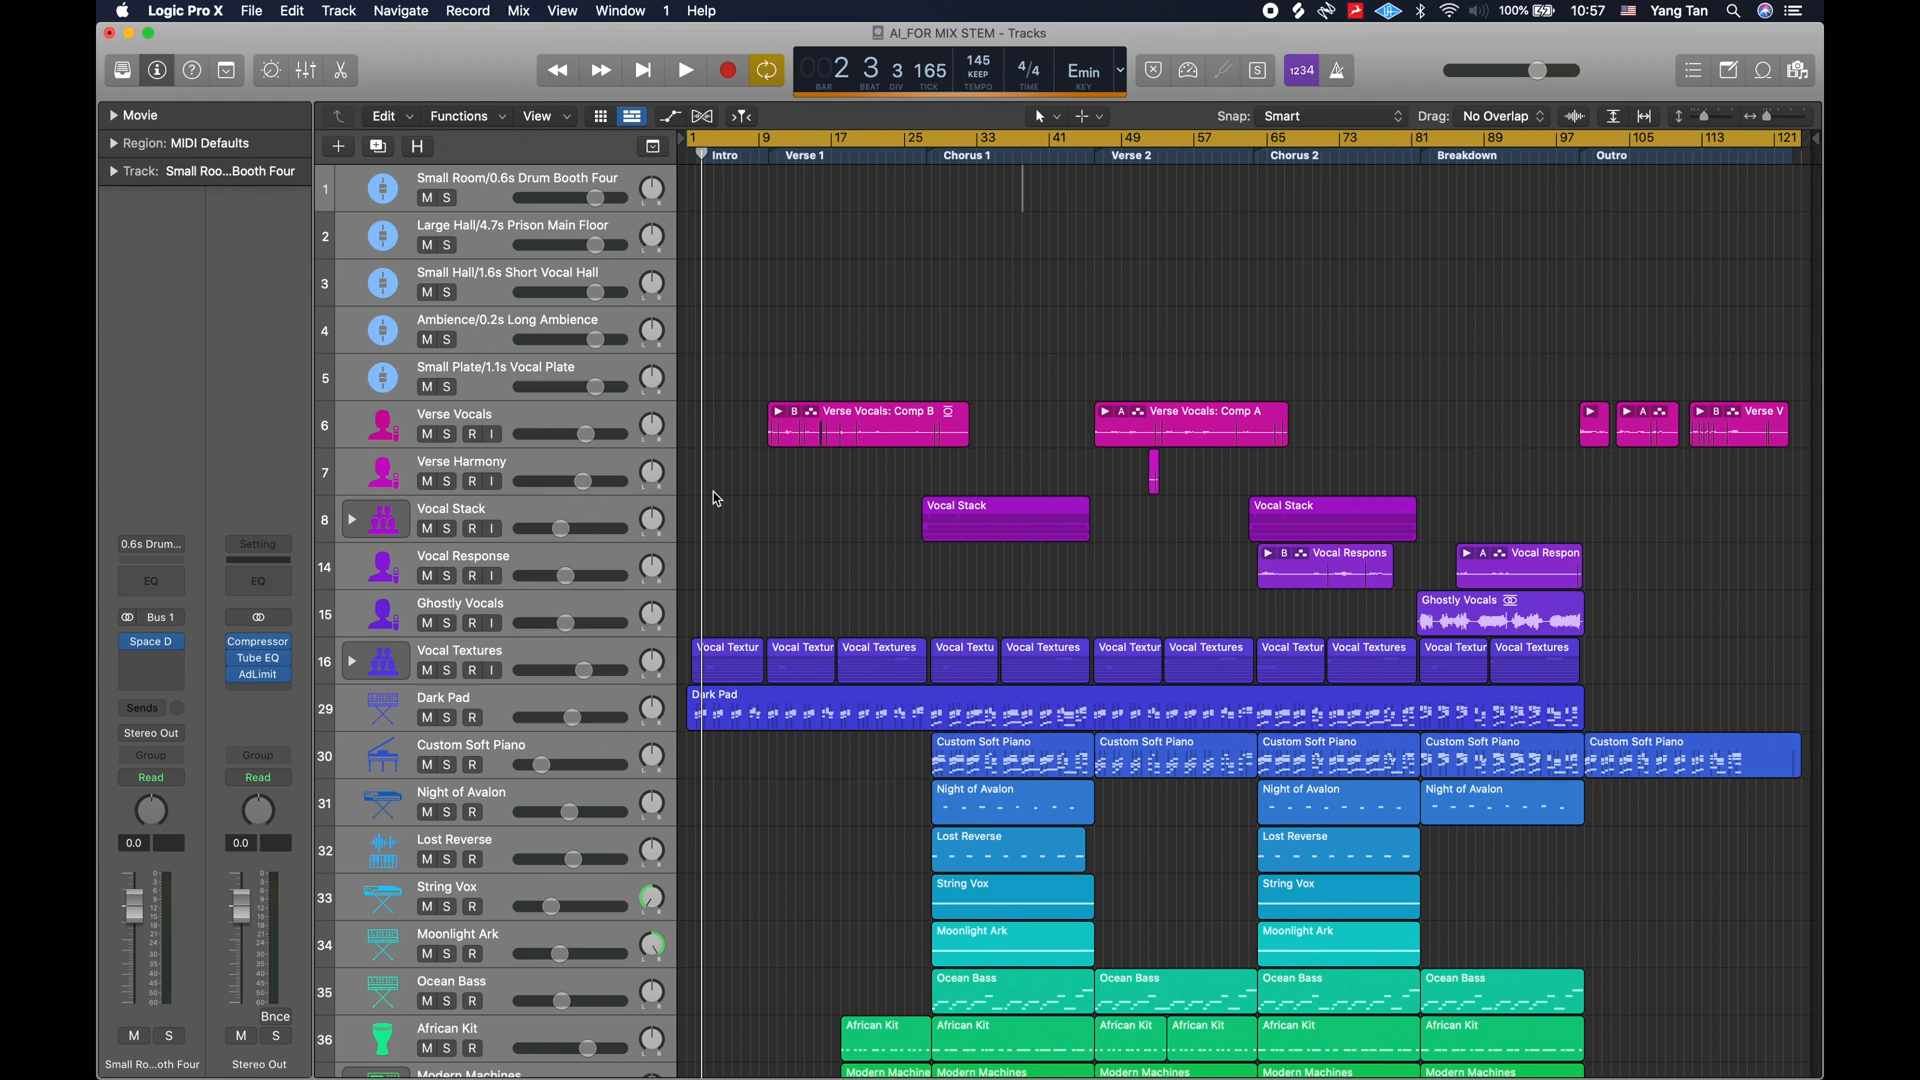 Logic Pro X File Edit Track Navigate Record Mix View Window 1 Help 100% 10:57 Yang Tan
AI_FOR MIX STEM - Tracks
002 3 3 165 145 KEEP 4/4 Emin 1234
BAR BEAT DIV TICK TEMPO TIME KEY
Movie
Region: MIDI Defaults
Track: Small Roo...Booth Four
Edit Functions View Snap: Smart Drag: No Overlap
H
1 9 17 25 33 41 49 57 65 73 81 89 97 105 113 121
Intro Verse 1 Chorus 1 Verse 2 Chorus 2 Breakdown Outro
1 Small Room/0.6s Drum Booth Four
M S L R
2 Large Hall/4.7s Prison Main Floor
M S L R
3 Small Hall/1.6s Short Vocal Hall
M S L R
4 Ambience/0.2s Long Ambience
M S L R
5 Small Plate/1.1s Vocal Plate
M S L R
6 Verse Vocals
M S R I L R
B Verse Vocals: Comp B A Verse Vocals: Comp A A B Verse V
7 Verse Harmony
M S R I L R
8 Vocal Stack
M S R I L R
Vocal Stack Vocal Stack
14 Vocal Response
M S R I L R
B Vocal Respons A Vocal Respon
15 Ghostly Vocals
M S R I L R
Ghostly Vocals
16 Vocal Textures
M S R I L R
Vocal Textur Vocal Textur Vocal Textures Vocal Textu Vocal Textures Vocal Textur Vocal Textures Vocal Textur Vocal Textures Vocal Textur Vocal Textures
29 Dark Pad
M S R L R
Dark Pad
30 Custom Soft Piano
M S R L R
Custom Soft Piano Custom Soft Piano Custom Soft Piano Custom Soft Piano Custom Soft Piano
31 Night of Avalon
M S R L R
Night of Avalon Night of Avalon Night of Avalon
32 Lost Reverse
M S R L R
Lost Reverse Lost Reverse
33 String Vox
M S R L R
String Vox String Vox
34 Moonlight Ark
M S R L R
Moonlight Ark Moonlight Ark
35 Ocean Bass
M S R L R
Ocean Bass Ocean Bass Ocean Bass Ocean Bass
36 African Kit
M S R L R
African Kit African Kit African Kit African Kit African Kit African Kit
Modern Machines
Modern Machine Modern Machines Modern Machines Modern Machines Modern Machines
0.6s Drum... Setting
EQ EQ
Bus 1
Space D Compressor
Tube EQ
AdLimit
Sends
Stereo Out
Group Group
Read Read
0.0 0.0
Bnce
M S M S
Small Ro...oth Four Stereo Out